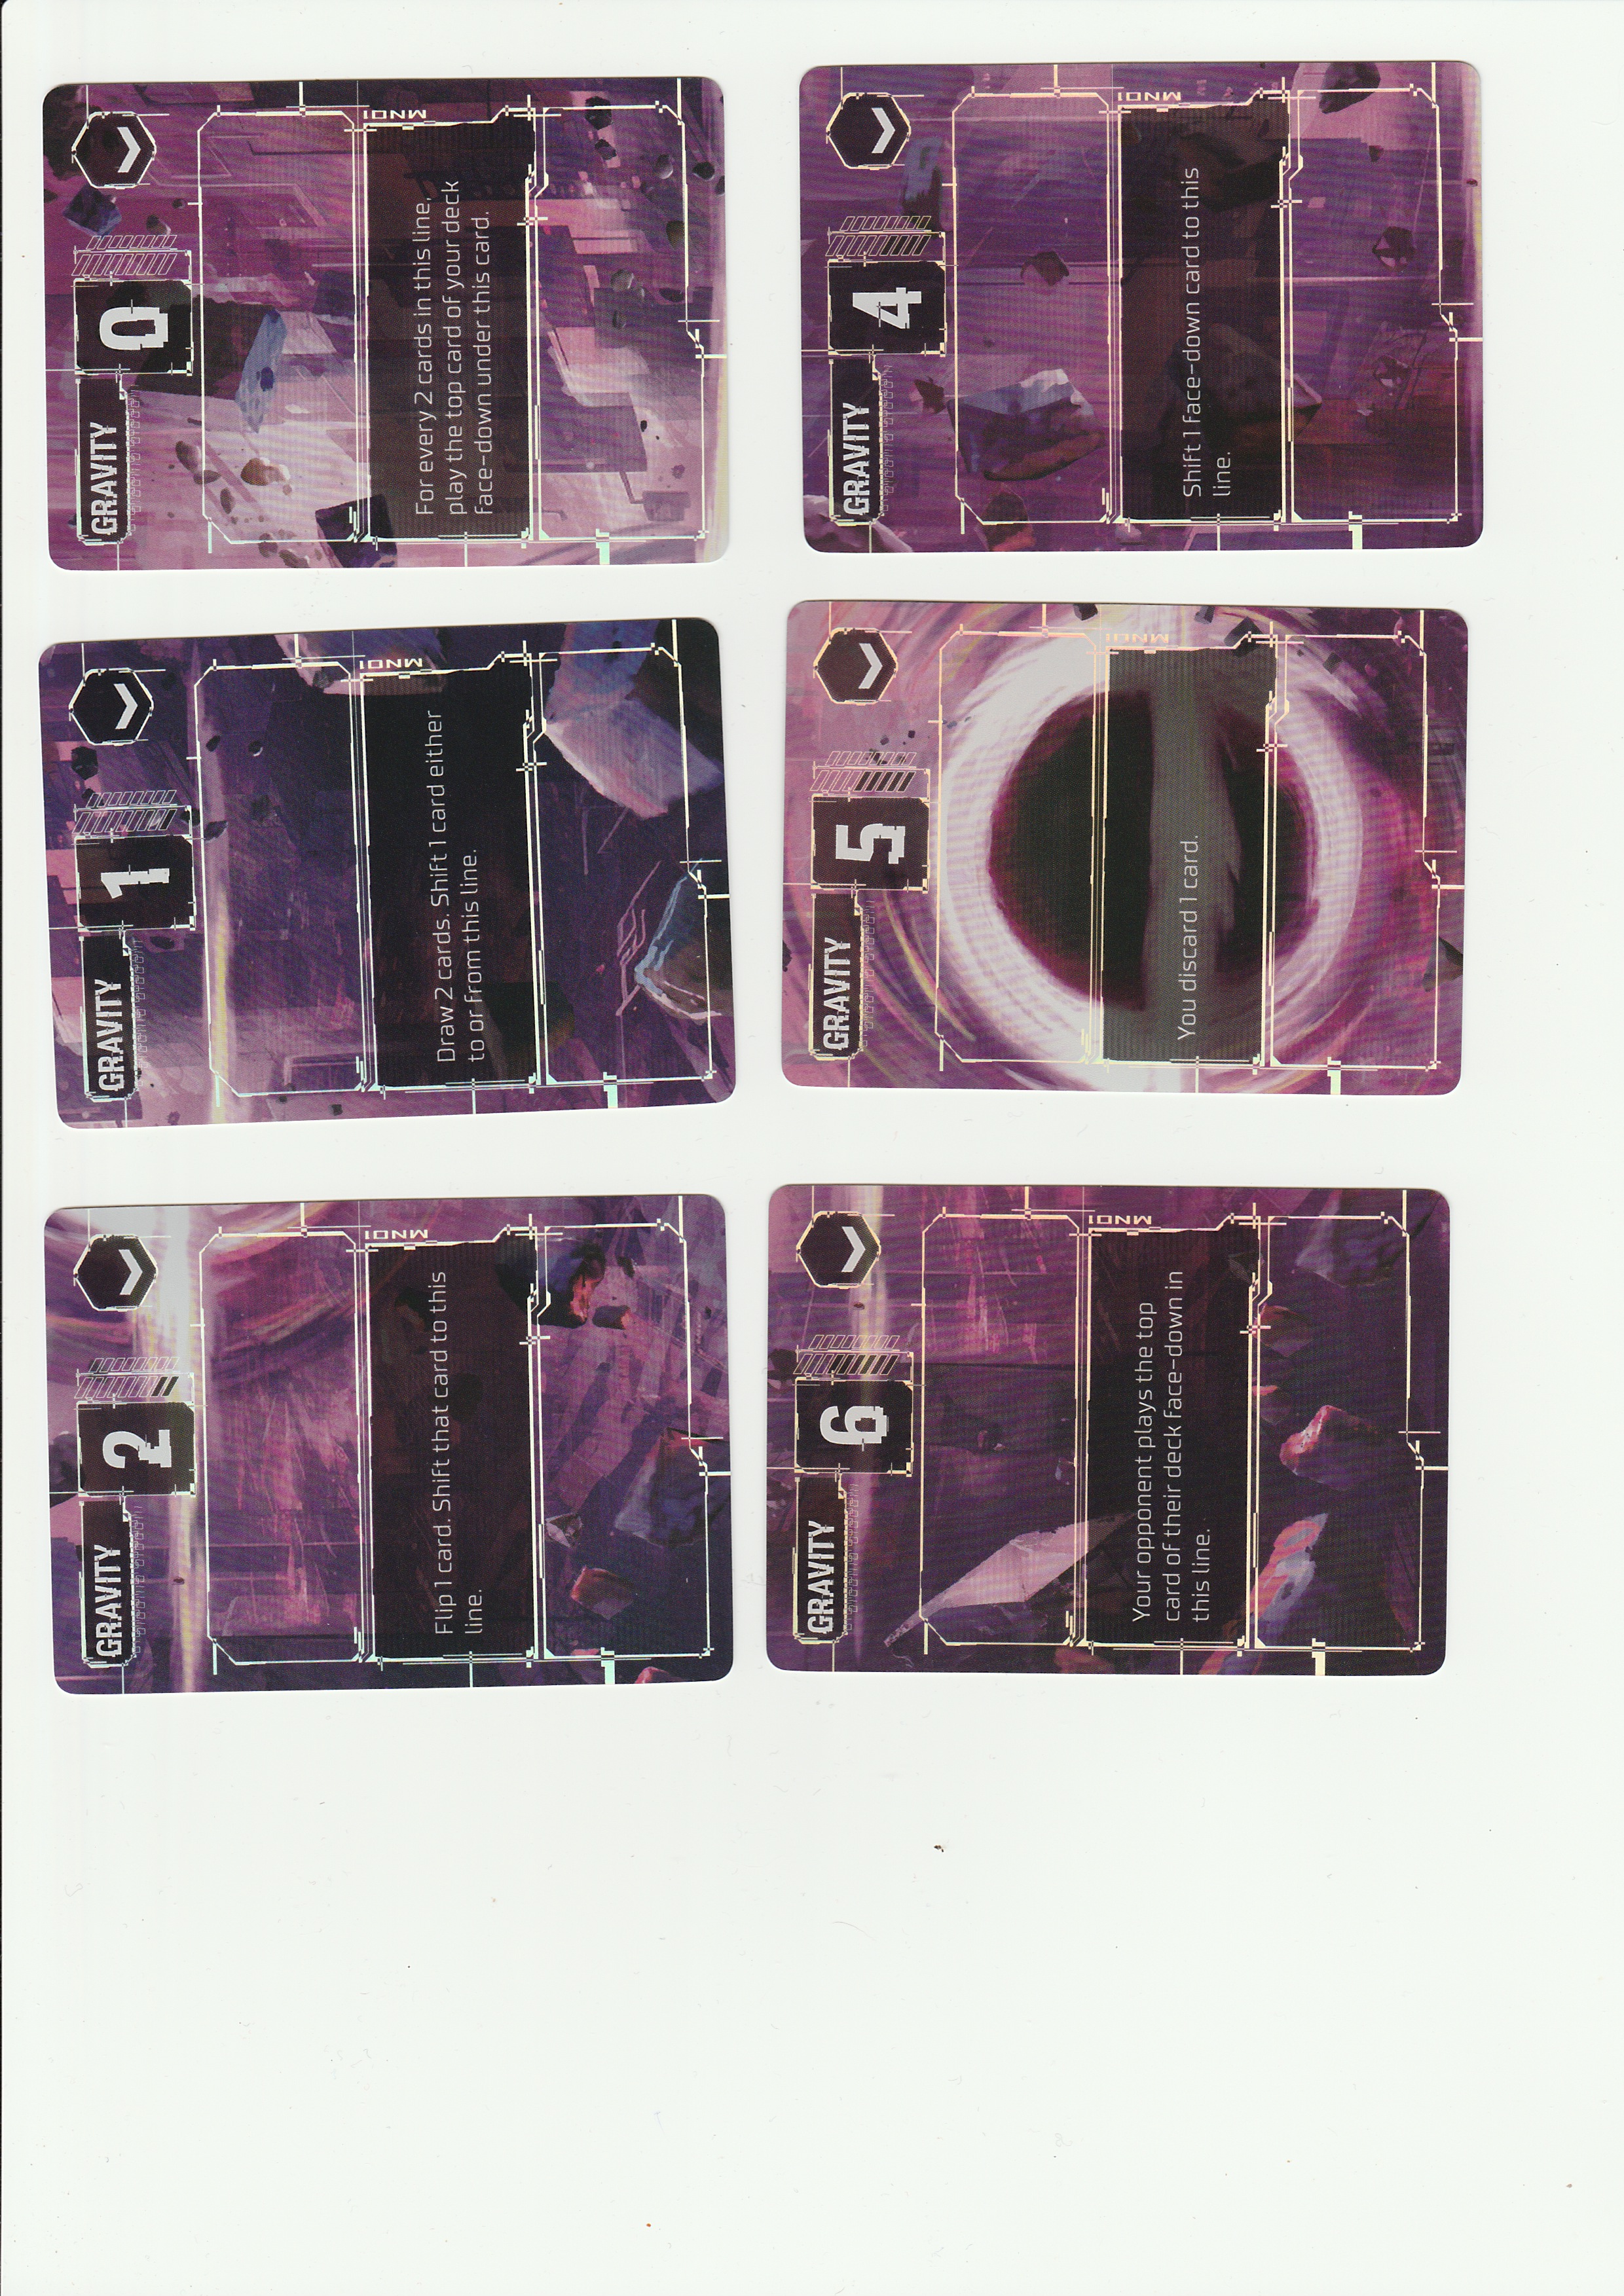 GRAVITY
2
MN01
Flip 1 card. Shift that card to this
line.
GRAVITY
1
MN01
Draw 2 cards. Shift 1 card either
to or from this line.
GRAVITY
0
MN01
For every 2 cards in this line,
play the top card of your deck
face-down under this card.
GRAVITY
6
MN01
Your opponent plays the top
card of their deck face-down in
this line.
GRAVITY
5
MN01
You discard 1 card.
GRAVITY
4
MN01
Shift 1 face-down card to this
line.